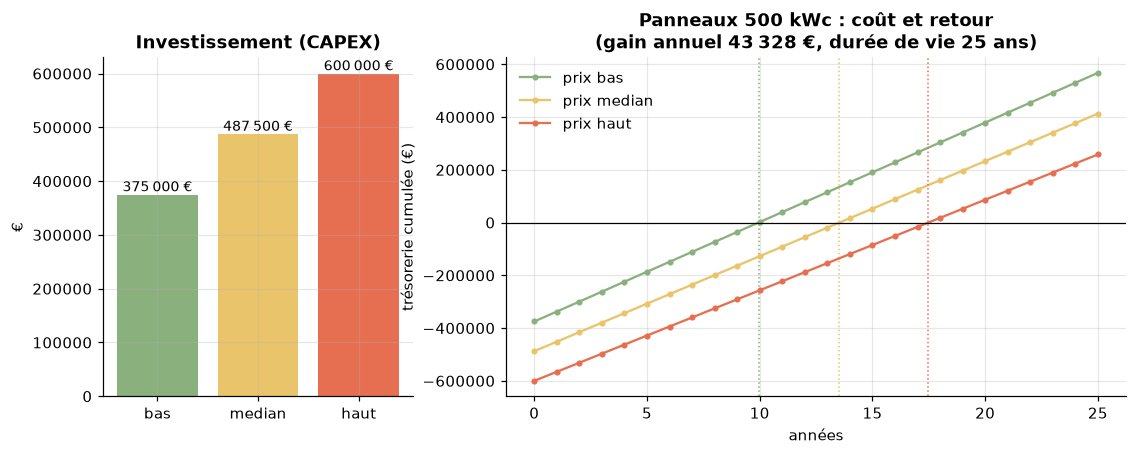 Investissement (CAPEX)
€
600000
500000
400000
300000
200000
100000
0
375 000 €
487 500 €
600 000 €
bas
median
haut
Panneaux 500 kWc : coût et retour
(gain annuel 43 328 €, durée de vie 25 ans)
trésorerie cumulée (€)
600000
400000
200000
0
−200000
−400000
−600000
prix bas
prix median
prix haut
0
5
10
15
20
25
années